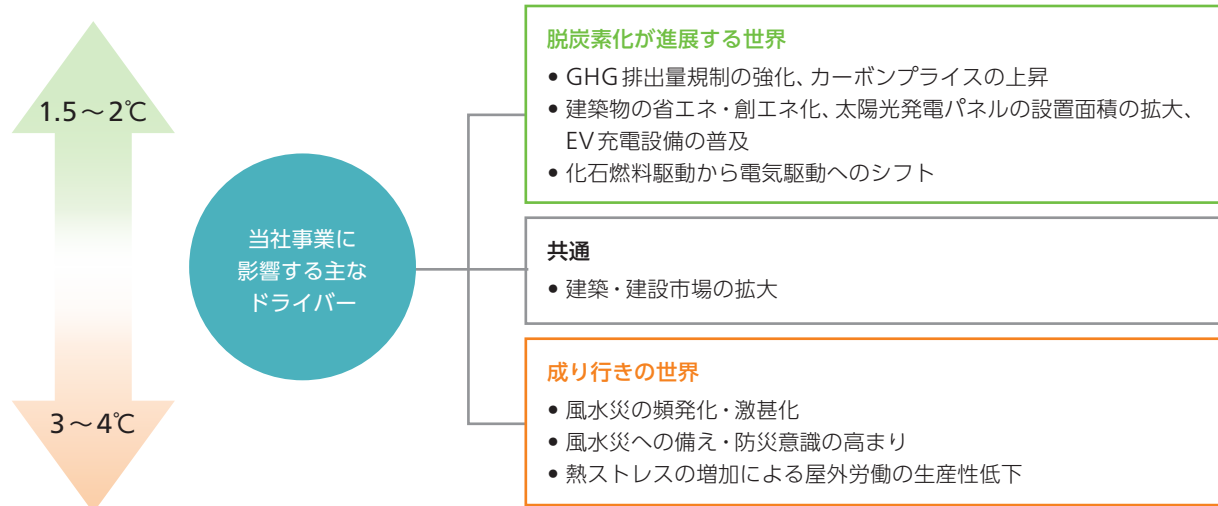 1.5～2℃
3～4℃
当社事業に
影響する主な
ドライバー
脱炭素化が進展する世界
• GHG排出量規制の強化、カーボンプライスの上昇
• 建築物の省エネ・創エネ化、太陽光発電パネルの設置面積の拡大、
EV充電設備の普及
• 化石燃料駆動から電気駆動へのシフト
共通
• 建築・建設市場の拡大
成り行きの世界
• 風水災の頻発化・激甚化
• 風水災への備え・防災意識の高まり
• 熱ストレスの増加による屋外労働の生産性低下